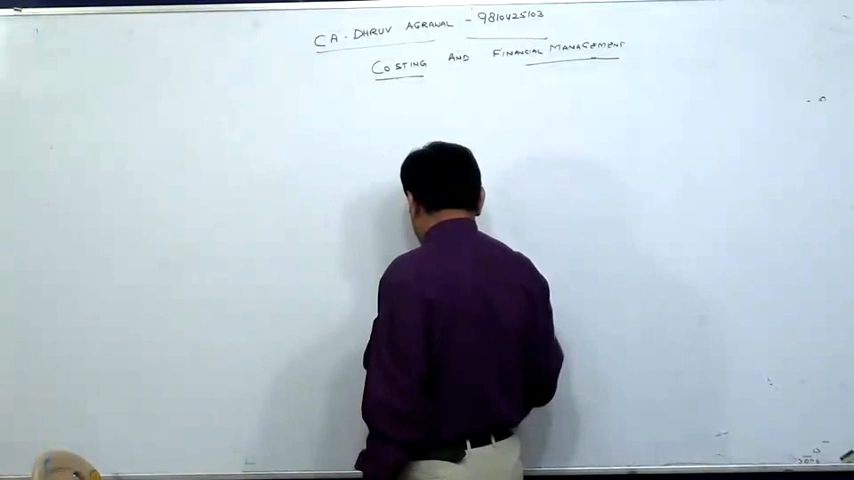 CA. DHRUV AGRAWAL - 9810425103
COSTING AND FINANCIAL MANAGEMENT